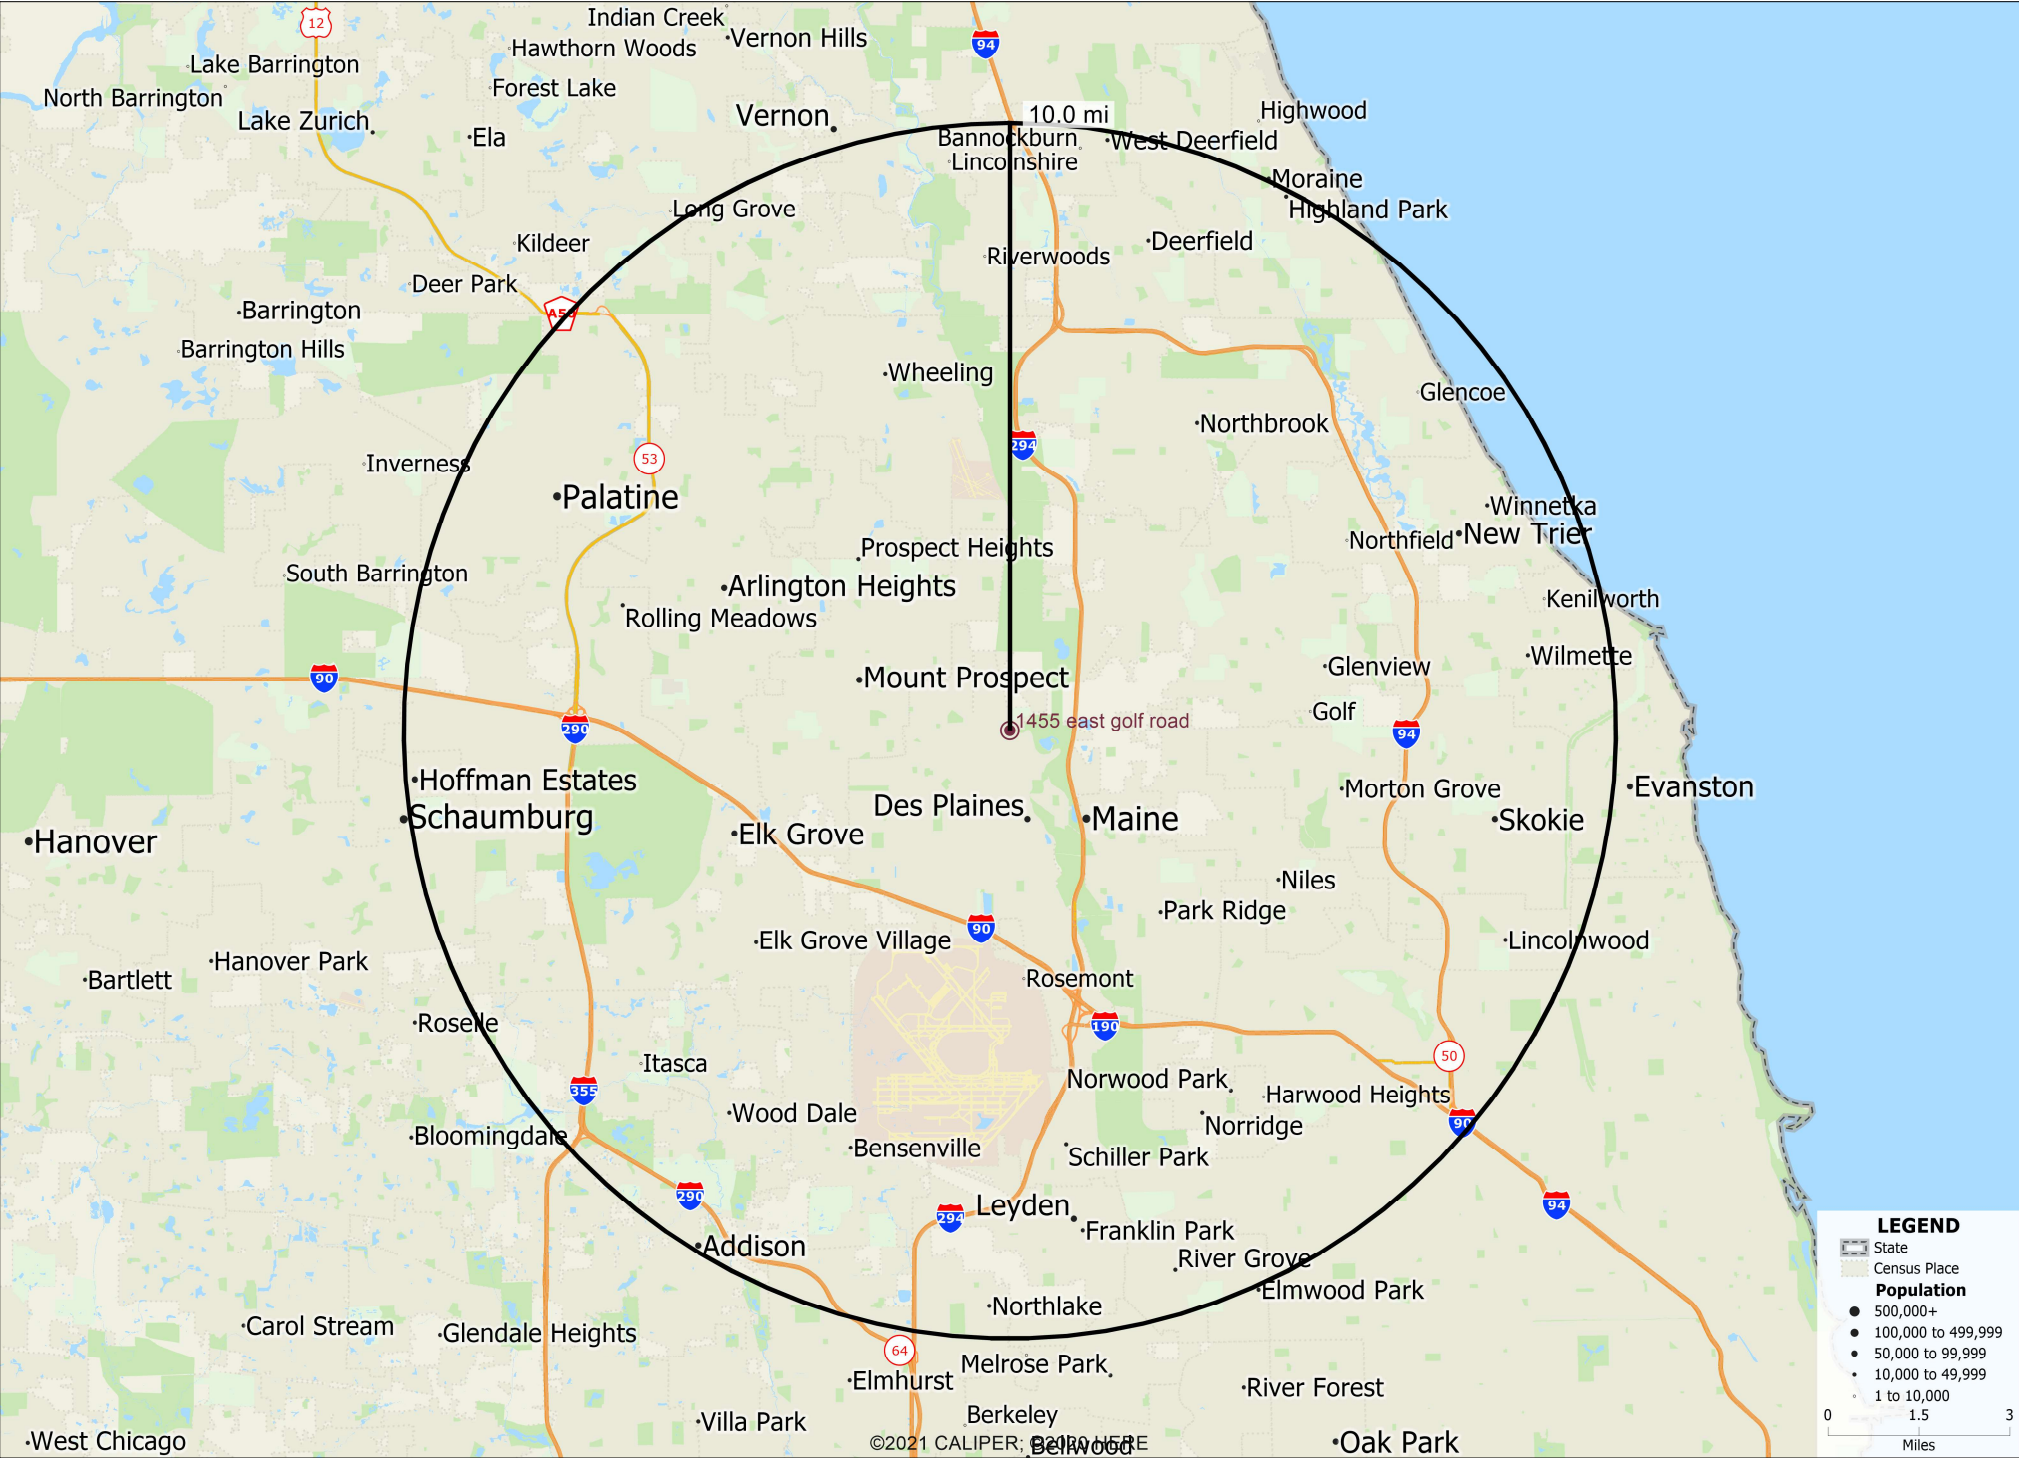 Indian Creek
12
Vernon Hills
94
Hawthorn Woods
Lake Barrington
Forest Lake
North Barrington
Lake Zurich
Ela
Vernon
10.0 mi
Highwood
Bannockburn
West Deerfield
Lincolnshire
Moraine
Long Grove
Highland Park
Kildeer
Deerfield
Riverwoods
Deer Park
Barrington
Barrington Hills
Wheeling
Glencoe
Northbrook
294
Inverness
53
Palatine
Winnetka
New Trier
Northfield
Prospect Heights
South Barrington
Arlington Heights
Kenilworth
Rolling Meadows
Wilmette
Glenview
90
Mount Prospect
Golf
1455 east golf road
290
94
Hoffman Estates
Evanston
Morton Grove
Des Plaines
Schaumburg
Maine
Skokie
Elk Grove
Hanover
Niles
Park Ridge
90
Elk Grove Village
Lincolnwood
Hanover Park
Bartlett
Rosemont
Roselle
190
50
Itasca
Norwood Park
355
Harwood Heights
Wood Dale
90
Norridge
Bloomingdale
Bensenville
Schiller Park
290
94
Leyden
294
Franklin Park
Addison
River Grove
Elmwood Park
Northlake
Carol Stream
Glendale Heights
64
Melrose Park
Elmhurst
River Forest
Berkeley
Villa Park
West Chicago
©2021 CALIPER; ©2020 HERE
Bellwood
Oak Park
LEGEND
State
Census Place
Population
500,000+
100,000 to 499,999
50,000 to 99,999
10,000 to 49,999
1 to 10,000
0 1.5 3
Miles